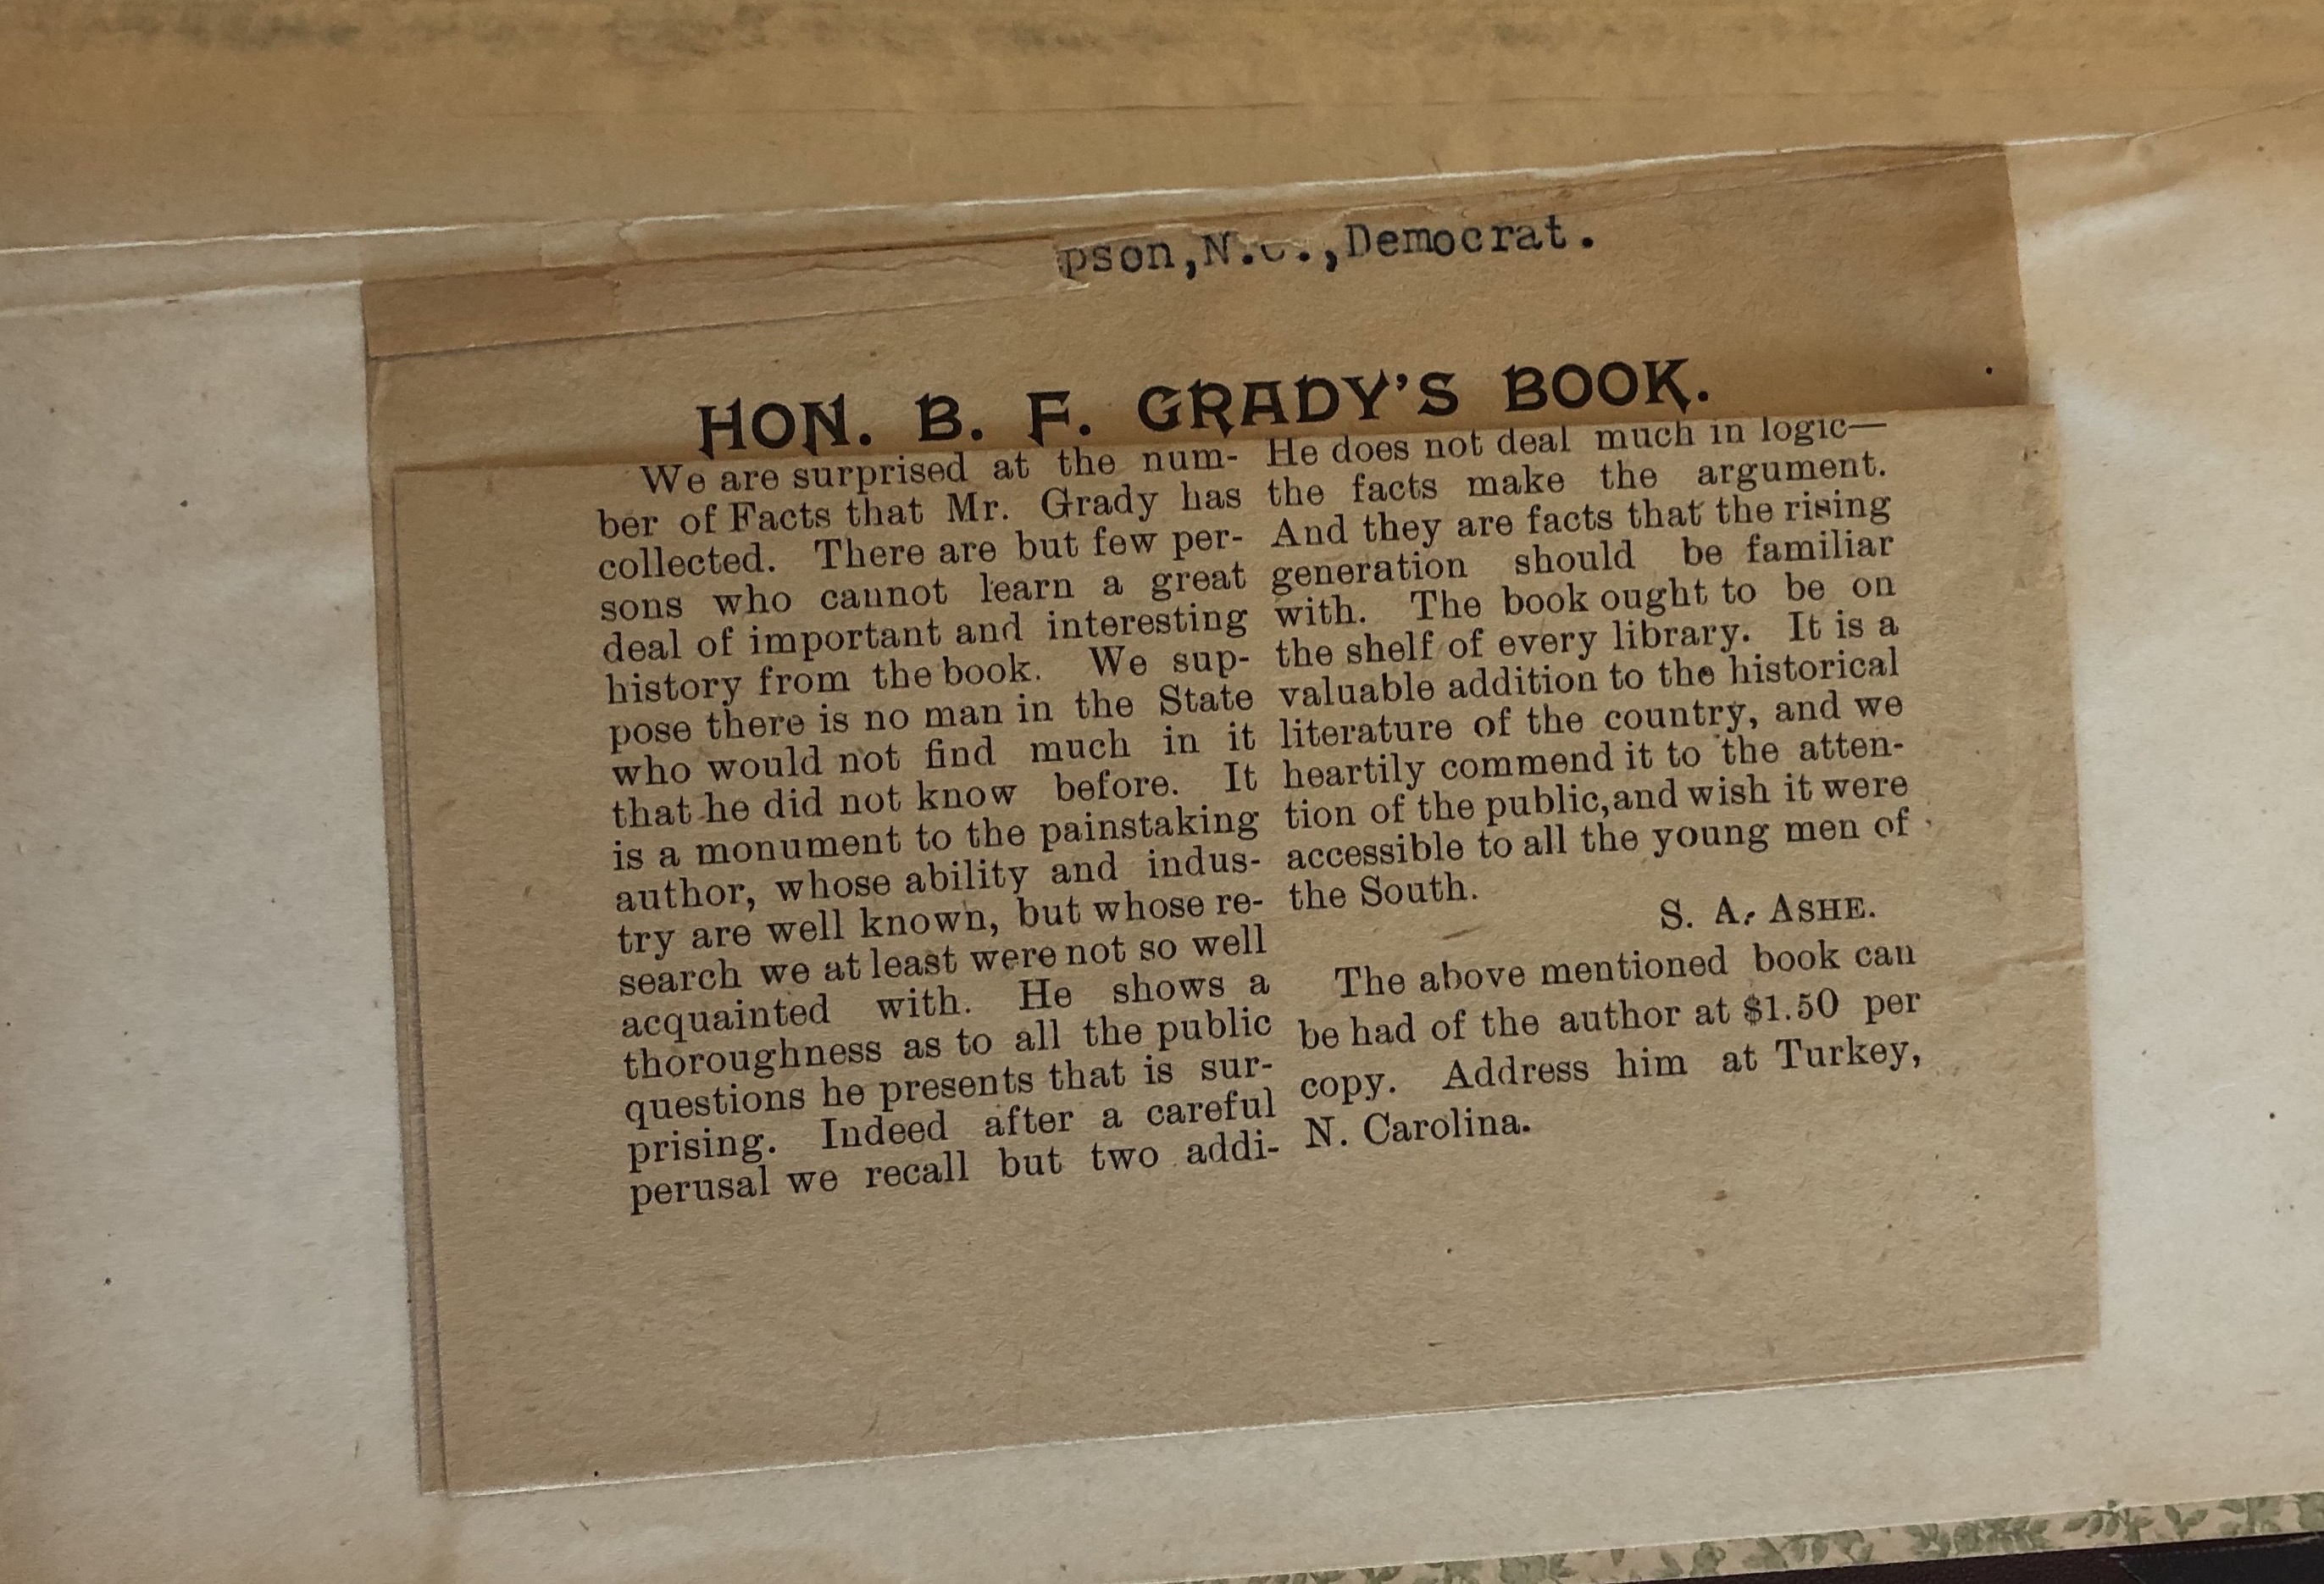 pson,N.C.,Democrat.
HON. B. F. GRADY'S BOOK.
We are surprised at the num-
ber of Facts that Mr. Grady has
collected. There are but few per-
sons who cannot learn a great
deal of important and interesting
history from the book. We sup-
pose there is no man in the State
who would not find much in it
that he did not know before. It
is a monument to the painstaking
author, whose ability and indus-
try are well known, but whose re-
search we at least were not so well
acquainted with. He shows a
thoroughness as to all the public
questions he presents that is sur-
prising. Indeed after a careful
perusal we recall but two addi-
He does not deal much in logic—
the facts make the argument.
And they are facts that the rising
generation should be familiar
with. The book ought to be on
the shelf of every library. It is a
valuable addition to the historical
literature of the country, and we
heartily commend it to the atten-
tion of the public,and wish it were
accessible to all the young men of
the South.
S. A. ASHE.
The above mentioned book can
be had of the author at $1.50 per
copy. Address him at Turkey,
N. Carolina.